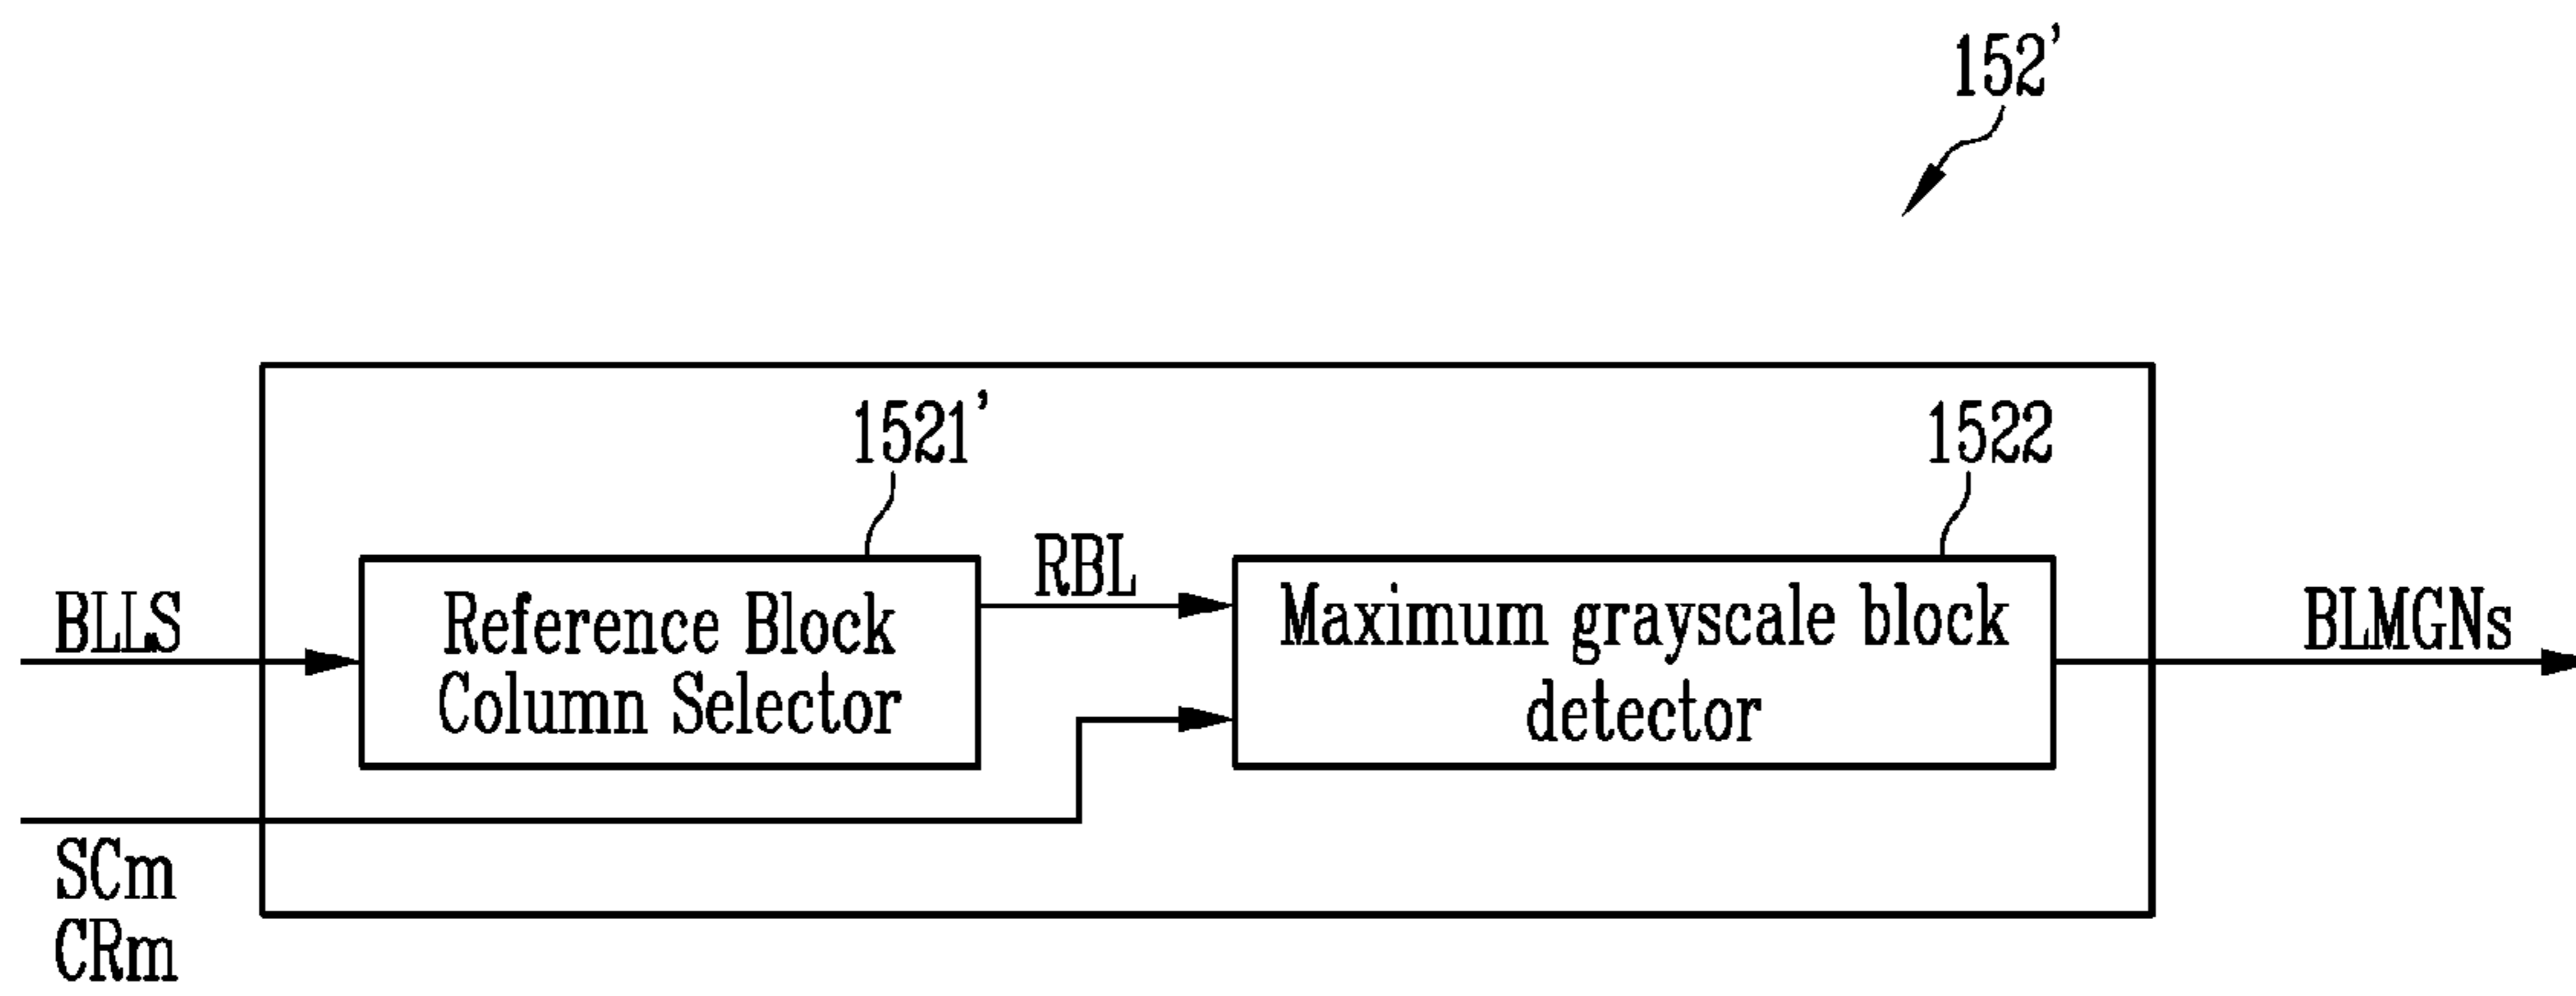 152'
1521'
1522
RBL
BLLS
Reference Block
Column Selector
Maximum grayscale block
detector
BLMGNs
SCm
CRm